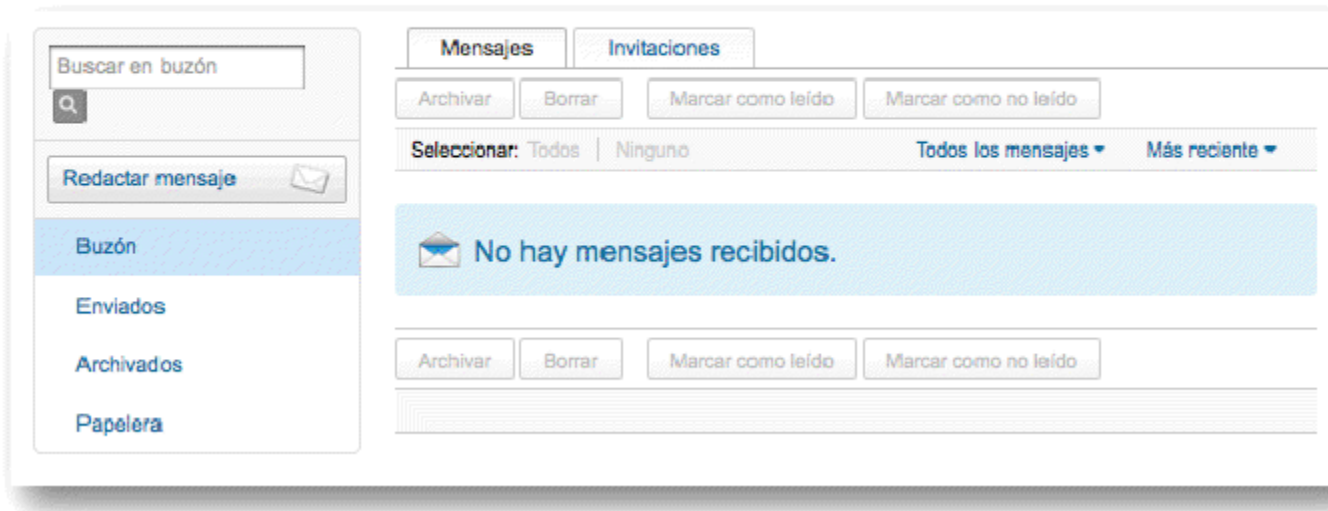 Buscar en buzón
Redactar mensaje
Buzón
Enviados
Archivados
Papelera
Mensajes Invitaciones
Archivar Borrar Marcar como leído Marcar como no leído
Seleccionar: Todos | Ninguno Todos los mensajes Más reciente
No hay mensajes recibidos.
Archivar Borrar Marcar como leído Marcar como no leído